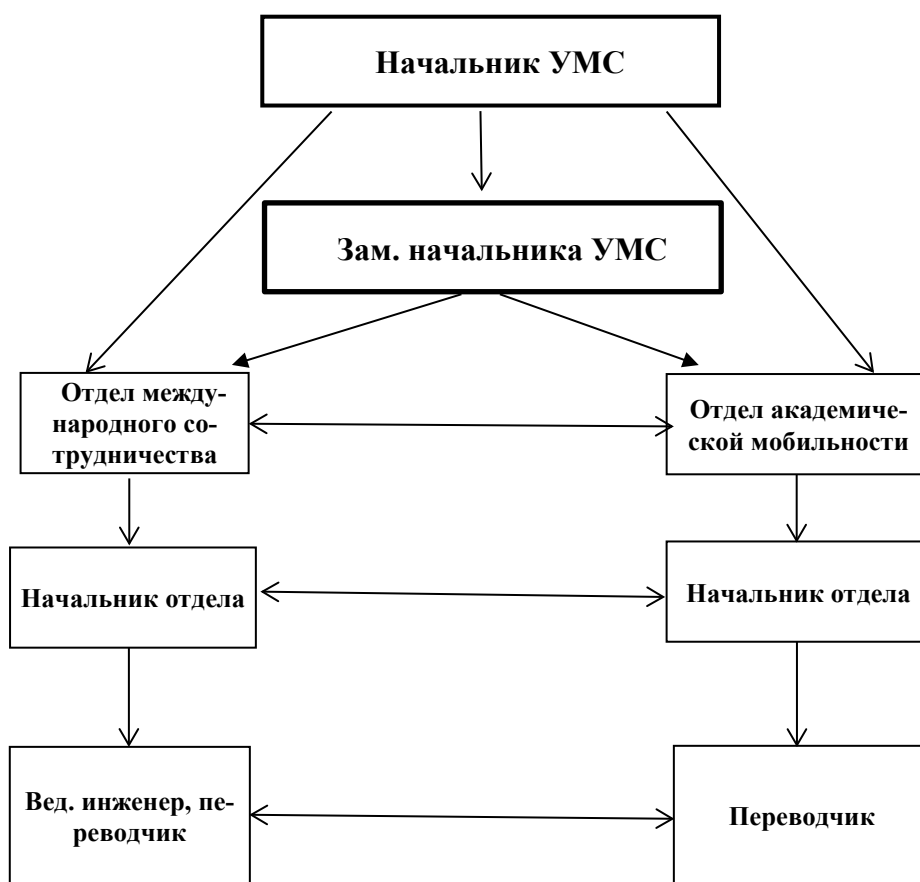 Начальник УМС
Зам. начальника УМС
Отдел между-
народного со-
трудничества
Отдел академиче-
ской мобильности
Начальник отдела
Начальник отдела
Вед. инженер, пе-
реводчик
Переводчик